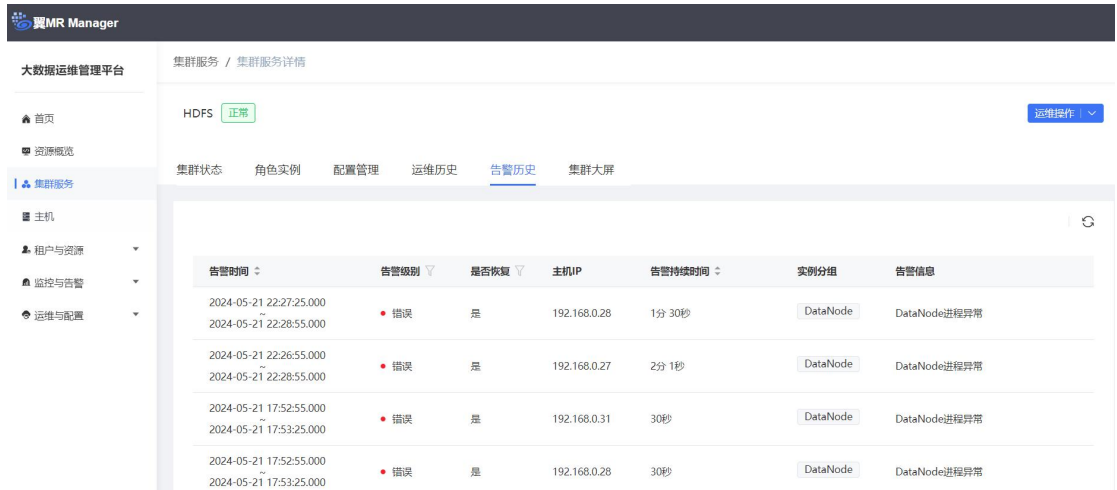 翼MR Manager
大数据运维管理平台
首页
资源概览
集群服务
主机
租户与资源
监控与告警
运维与配置
集群服务 / 集群服务详情
HDFS 正常
运维操作
集群状态 角色实例 配置管理 运维历史 告警历史 集群大屏
告警时间 告警级别 是否恢复 主机IP 告警持续时间 实例分组 告警信息
2024-05-21 22:27:25.000
~
2024-05-21 22:28:55.000
错误 是 192.168.0.28 1分 30秒 DataNode DataNode进程异常
2024-05-21 22:26:55.000
~
2024-05-21 22:28:55.000
错误 是 192.168.0.27 2分 1秒 DataNode DataNode进程异常
2024-05-21 17:52:55.000
~
2024-05-21 17:53:25.000
错误 是 192.168.0.31 30秒 DataNode DataNode进程异常
2024-05-21 17:52:55.000
~
2024-05-21 17:53:25.000
错误 是 192.168.0.28 30秒 DataNode DataNode进程异常